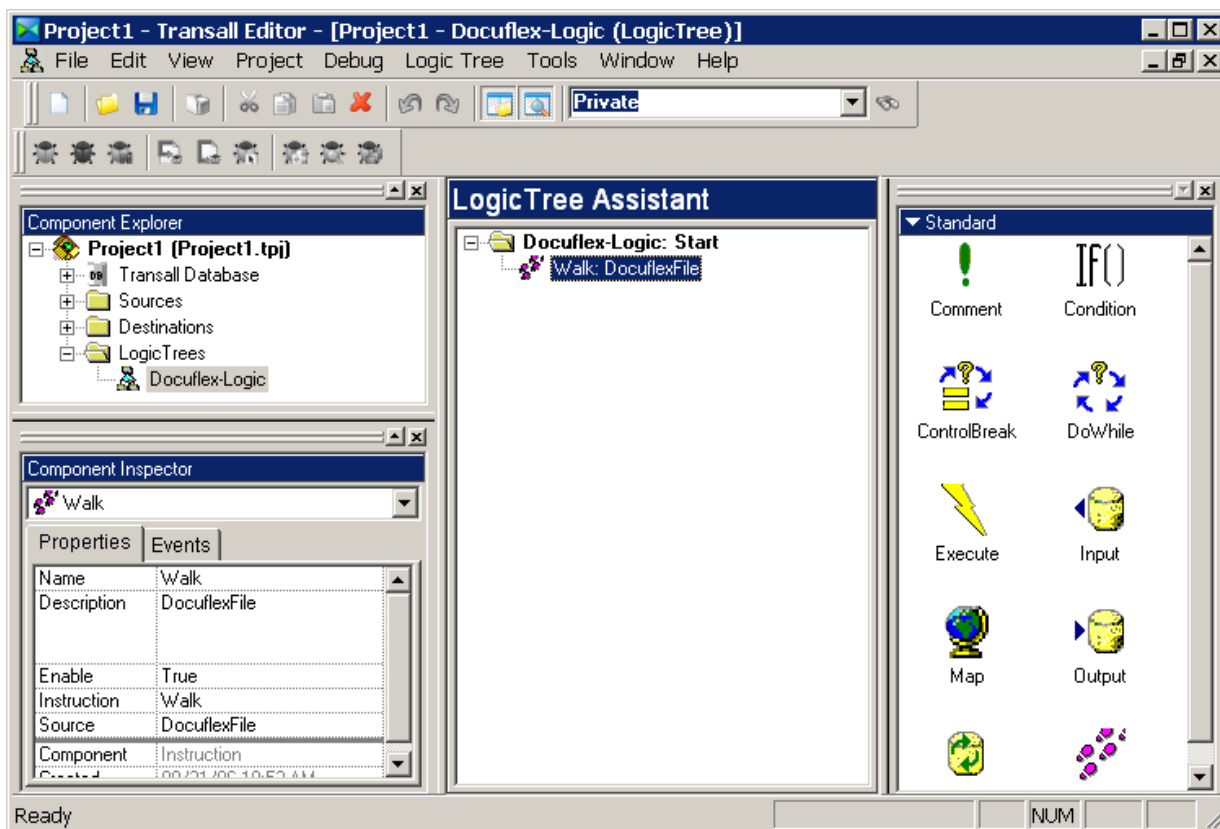 Project1 - Transall Editor - [Project1 - Docuflex-Logic (LogicTree)]
File Edit View Project Debug Logic Tree Tools Window Help
Private
Component Explorer
Project1 (Project1.tpj)
DB Transall Database
Sources
Destinations
LogicTrees
Docuflex-Logic
Component Inspector
Walk
Properties Events
Name Walk
Description DocuflexFile
Enable True
Instruction Walk
Source DocuflexFile
Component Instruction
LogicTree Assistant
Docuflex-Logic: Start
Walk: DocuflexFile
Standard
Comment
IF()
Condition
ControlBreak
DoWhile
Execute
Input
Map
Output
Ready
NUM